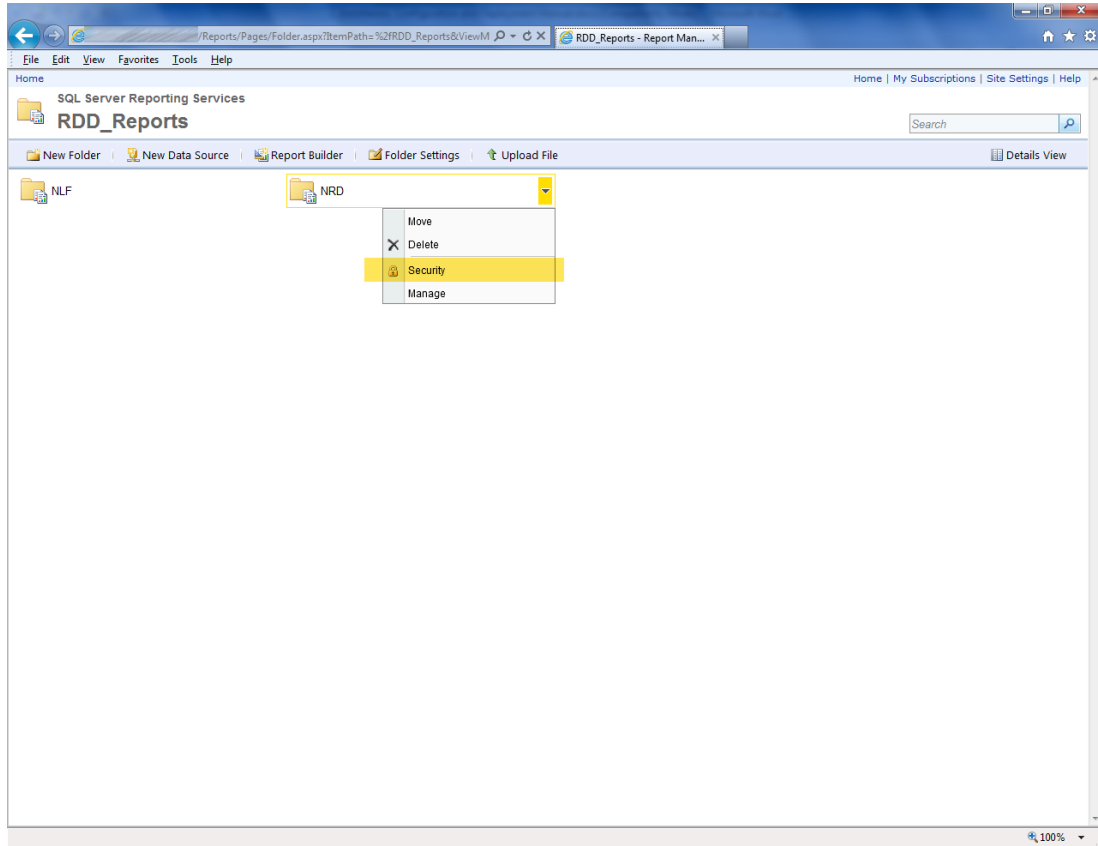 /Reports/Pages/Folder.aspx?ItemPath=%2fRDD_Reports&ViewM
RDD_Reports - Report Man...
File Edit View Favorites Tools Help
Home
Home | My Subscriptions | Site Settings | Help
SQL Server Reporting Services
RDD_Reports
Search
New Folder | New Data Source | Report Builder | Folder Settings | Upload File
Details View
NLF
NRD
Move
Delete
Security
Manage
100%